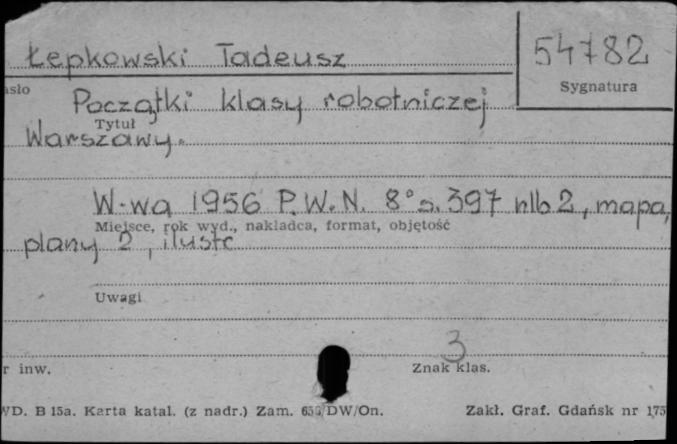 Łepkowski Tadeusz
54782
Sygnatura
Początki klasy robotniczej
Tytuł
Warszawy.
W-wa 1956 P.W.N. 8° s. 397 nlb 2, mapa,
Miejsce, rok wyd., nakładca, format, objętość
plany 2, ilustr
Uwagi
3
r inw.
Znak klas.
WD. B 15a. Karta katal. (z nadr.) Zam. /DW/On.
Zakł. Graf. Gdańsk nr 175